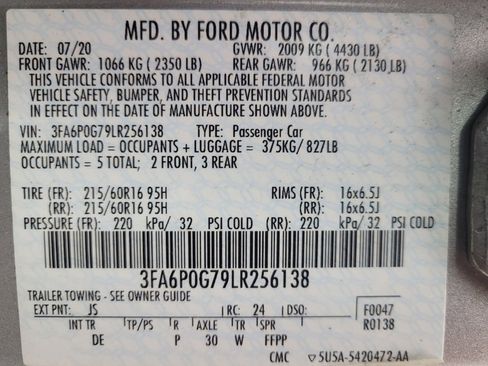 MFD. BY FORD MOTOR CO.
DATE: 07/20 GVWR: 2009 KG (4430 LB)
FRONT GAWR: 1066 KG (2350 LB) REAR GAWR: 966 KG (2130 LB)
THIS VEHICLE CONFORMS TO ALL APPLICABLE FEDERAL MOTOR
VEHICLE SAFETY, BUMPER, AND THEFT PREVENTION STANDARDS
IN EFFECT ON THE DATE OF MANUFACTURE SHOWN ABOVE.
VIN: 3FA6P0G79LR256138 TYPE: Passenger Car
MAXIMUM LOAD = OCCUPANTS + LUGGAGE = 375KG/ 827LB
OCCUPANTS = 5 TOTAL; 2 FRONT, 3 REAR
TIRE (FR): 215/60R16 95H RIMS (FR): 16x6.5J
(RR): 215/60R16 95H (RR): 16x6.5J
PRESSURE (FR): 220 kPa/ 32 PSI COLD (RR): 220 kPa/ 32 PSI COLD
3FA6P0G79LR256138
TRAILER TOWING - SEE OWNER GUIDE
EXT PNT: JS RC: 24 DSO: F0047
R0138
INT TR TP/PS R AXLE TR SPR
DE P 30 W FFPP
CMC 5U5A-5420472-AA